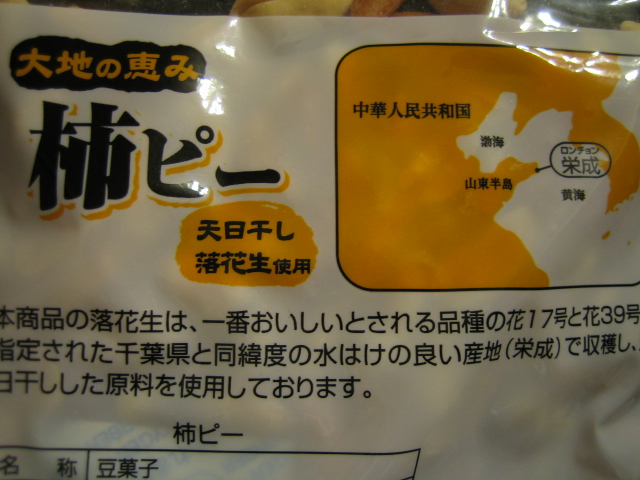 大地の恵み
柿ピー
天日干し
落花生使用
中華人民共和国
渤海
ロンチョン
栄成
山東半島
黄海
本商品の落花生は、一番おいしいとされる品種の花17号と花39号
指定された千葉県と同緯度の水はけの良い産地(栄成)で収穫し、
日干しした原料を使用しております。
柿ピー
名 称 豆菓子